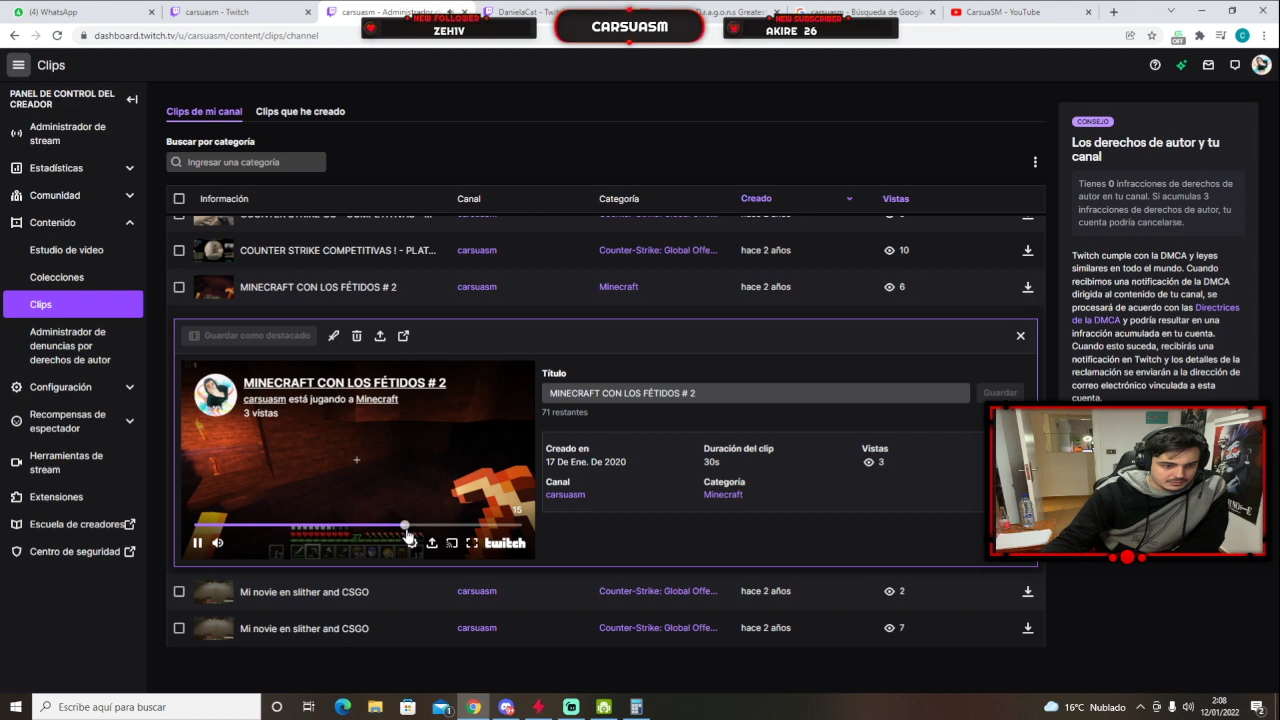 (4) WhatsApp
carsuasm - Twitch
carsuasm - Administrador
DanielaCat - Twi
D.r.a.g.o.n.s Greates
carsuasm - Búsqueda de Google
CarsuaSM - YouTube
NEW FOLLOWER
ZEH1V
CARSUASM
NEW SUBSCRIBER
AKIRE_26
dashboard.twitch.tv/u/carsuasm/content/clips/channel
OFF
C
Clips
PANEL DE CONTROL DEL
CREADOR
Administrador de
stream
Estadísticas
Comunidad
Contenido
Estudio de video
Colecciones
Clips
Administrador de
denuncias por
derechos de autor
Configuración
Recompensas de
espectador
Herramientas de
stream
Extensiones
Escuela de creadores
Centro de seguridad
Clips de mi canal
Clips que he creado
Buscar por categoría
Ingresar una categoría
Información
Canal
Categoría
Creado
Vistas
COUNTER STRIKE COMPETITIVAS ! - PLAT...
carsuasm
Counter-Strike: Global Offe...
hace 2 años
10
MINECRAFT CON LOS FÉTIDOS # 2
carsuasm
Minecraft
hace 2 años
6
Guardar como destacado
MINECRAFT CON LOS FÉTIDOS # 2
carsuasm está jugando a Minecraft
3 vistas
15
twitch
Título
MINECRAFT CON LOS FÉTIDOS # 2
Guardar
71 restantes
Creado en
17 De Ene. De 2020
Duración del clip
30s
Vistas
3
Canal
carsuasm
Categoría
Minecraft
Mi novie en slither and CSGO
carsuasm
Counter-Strike: Global Offe...
hace 2 años
2
Mi novie en slither and CSGO
carsuasm
Counter-Strike: Global Offe...
hace 2 años
7
CONSEJO
Los derechos de autor y tu
canal
Tienes 0 infracciones de derechos de
autor en tu canal. Si acumulas 3
infracciones de derechos de autor, tu
cuenta podría cancelarse.
Twitch cumple con la DMCA y leyes
similares en todo el mundo. Cuando
recibimos una notificación de la DMCA
dirigida al contenido de tu canal, se
procesará de acuerdo con las Directrices
de la DMCA y podría resultar en una
infracción acumulada en tu cuenta.
Cuando esto suceda, recibirás una
notificación en Twitch y los detalles de la
reclamación se enviarán a la dirección de
correo electrónico vinculada a esta
cuenta.
Escribe aquí para buscar
16°C Nublado
2:08
12/01/2022